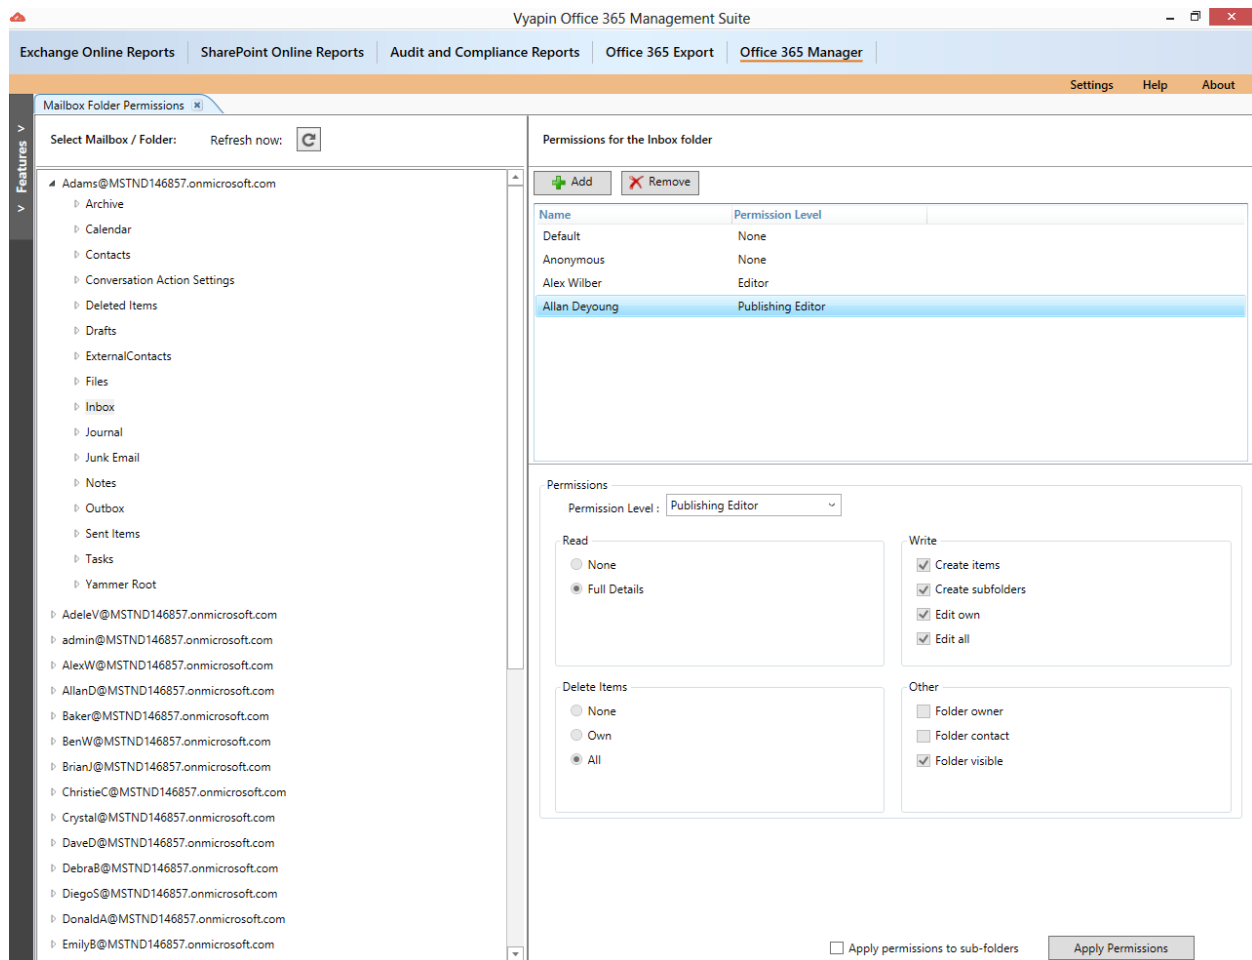 Vyapin Office 365 Management Suite
Exchange Online Reports SharePoint Online Reports Audit and Compliance Reports Office 365 Export Office 365 Manager
Settings Help About
Mailbox Folder Permissions
> Features >
Select Mailbox / Folder: Refresh now:
Adams@MSTND146857.onmicrosoft.com
Archive
Calendar
Contacts
Conversation Action Settings
Deleted Items
Drafts
ExternalContacts
Files
Inbox
Journal
Junk Email
Notes
Outbox
Sent Items
Tasks
Yammer Root
AdeleV@MSTND146857.onmicrosoft.com
admin@MSTND146857.onmicrosoft.com
AlexW@MSTND146857.onmicrosoft.com
AllanD@MSTND146857.onmicrosoft.com
Baker@MSTND146857.onmicrosoft.com
BenW@MSTND146857.onmicrosoft.com
BrianJ@MSTND146857.onmicrosoft.com
ChristieC@MSTND146857.onmicrosoft.com
Crystal@MSTND146857.onmicrosoft.com
DaveD@MSTND146857.onmicrosoft.com
DebraB@MSTND146857.onmicrosoft.com
DiegoS@MSTND146857.onmicrosoft.com
DonaldA@MSTND146857.onmicrosoft.com
EmilyB@MSTND146857.onmicrosoft.com
Permissions for the Inbox folder
Add Remove
Name Permission Level
Default None
Anonymous None
Alex Wilber Editor
Allan Deyoung Publishing Editor
Permissions
Permission Level : Publishing Editor
Read
None
Full Details
Write
Create items
Create subfolders
Edit own
Edit all
Delete Items
None
Own
All
Other
Folder owner
Folder contact
Folder visible
Apply permissions to sub-folders Apply Permissions